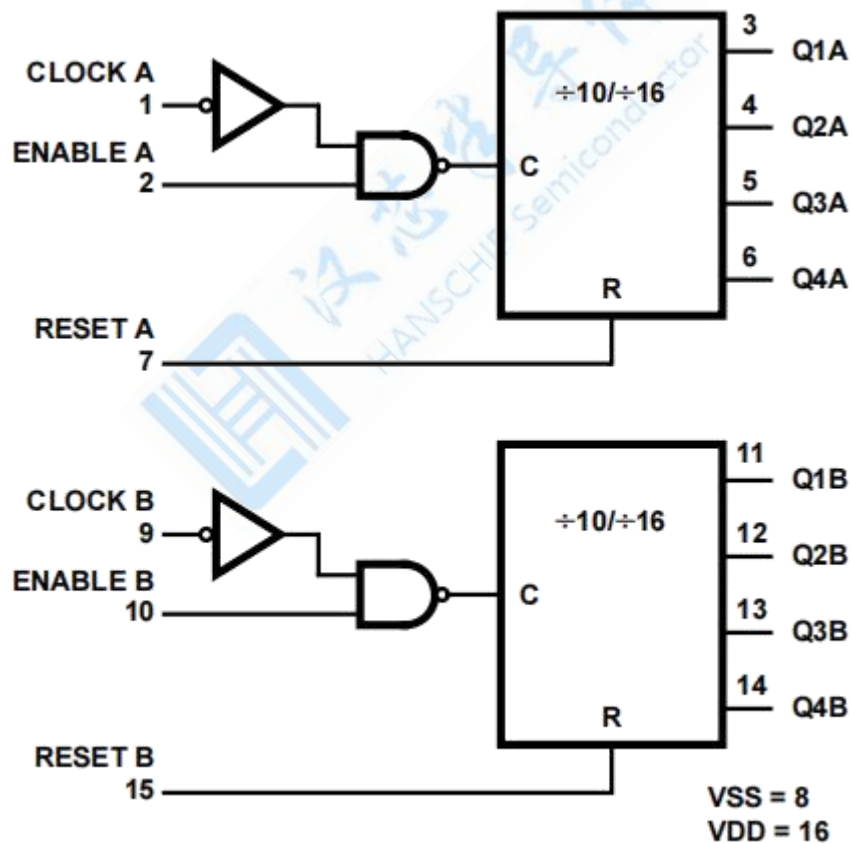 CLOCK A
1
ENABLE A
2
RESET A
7
÷10/÷16
C
R
3
Q1A
4
Q2A
5
Q3A
6
Q4A
CLOCK B
9
ENABLE B
10
RESET B
15
÷10/÷16
C
R
11
Q1B
12
Q2B
13
Q3B
14
Q4B
VSS = 8
VDD = 16
HANSCHIP Semiconductor